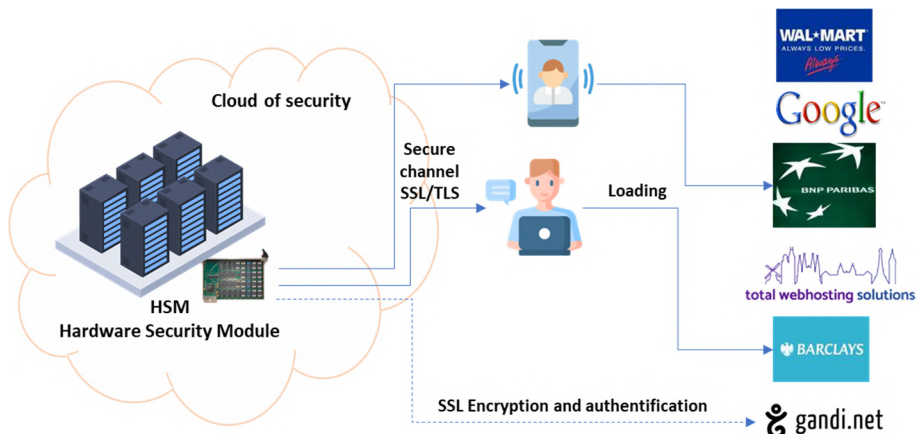 Cloud of security
HSM
Hardware Security Module
Secure
channel
SSL/TLS
Loading
SSL Encryption and authentification
WAL★MART
ALWAYS LOW PRICES.
Always
Google
BNP PARIBAS
total webhosting solutions
BARCLAYS
gandi.net